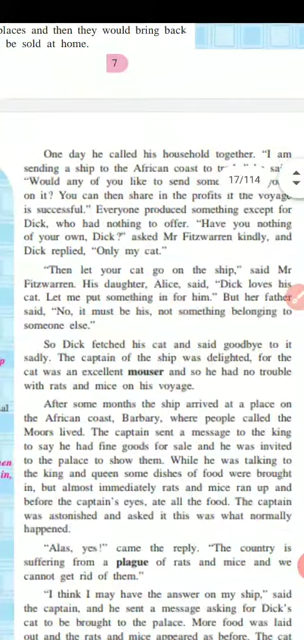 places and then they would bring back
be sold at home.
7
One day he called his household together. "I am
sending a ship to the African coast to
"Would any of you like to send some
17/114
on it? You can then share in the profits if the voyage
is successful." Everyone produced something except for
Dick, who had nothing to offer. "Have you nothing
of your own, Dick?" asked Mr Fitzwarren kindly, and
Dick replied, "Only my cat."
"Then let your cat go on the ship," said Mr
Fitzwarren. His daughter, Alice, said, "Dick loves his
cat. Let me put something in for him." But her father
said, "No, it must be his, not something belonging to
someone else."
So Dick fetched his cat and said goodbye to it
sadly. The captain of the ship was delighted, for the
cat was an excellent mouser and so he had no trouble
with rats and mice on his voyage.
After some months the ship arrived at a place on
the African coast, Barbary, where people called the
Moors lived. The captain sent a message to the king
to say he had fine goods for sale and he was invited
to the palace to show them. While he was talking to
the king and queen some dishes of food were brought
in, but almost immediately rats and mice ran up and
before the captain's eyes, ate all the food. The captain
was astonished and asked it this was what normally
happened.
"Alas, yes!" came the reply. "The country is
suffering from a plague of rats and mice and we
cannot get rid of them."
"I think I may have the answer on my ship," said
the captain, and he sent a message asking for Dick's
cat to be brought to the palace. More food was laid
out and the rats and mice appeared as before. The cat